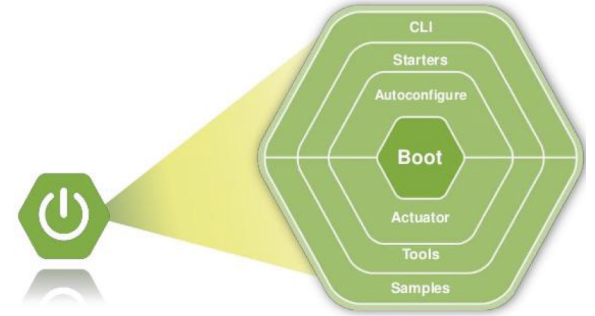 CLI
Starters
Autoconfigure
Boot
Actuator
Tools
Samples